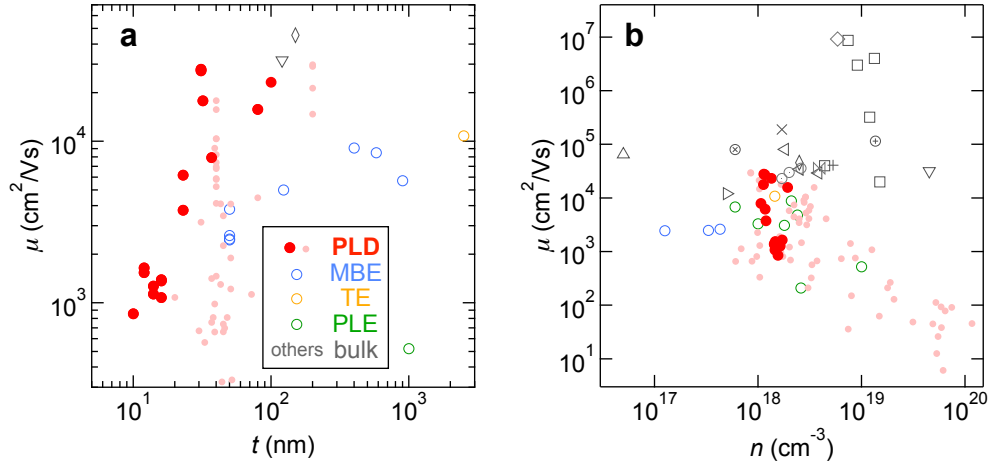 a
μ (cm²/Vs)
10⁴
10³
PLD
MBE
TE
PLE
others bulk
10¹ 10² 10³
t (nm)
b
μ (cm²/Vs)
10⁷
10⁶
10⁵
10⁴
10³
10²
10¹
10¹⁷ 10¹⁸ 10¹⁹ 10²⁰
n (cm⁻³)